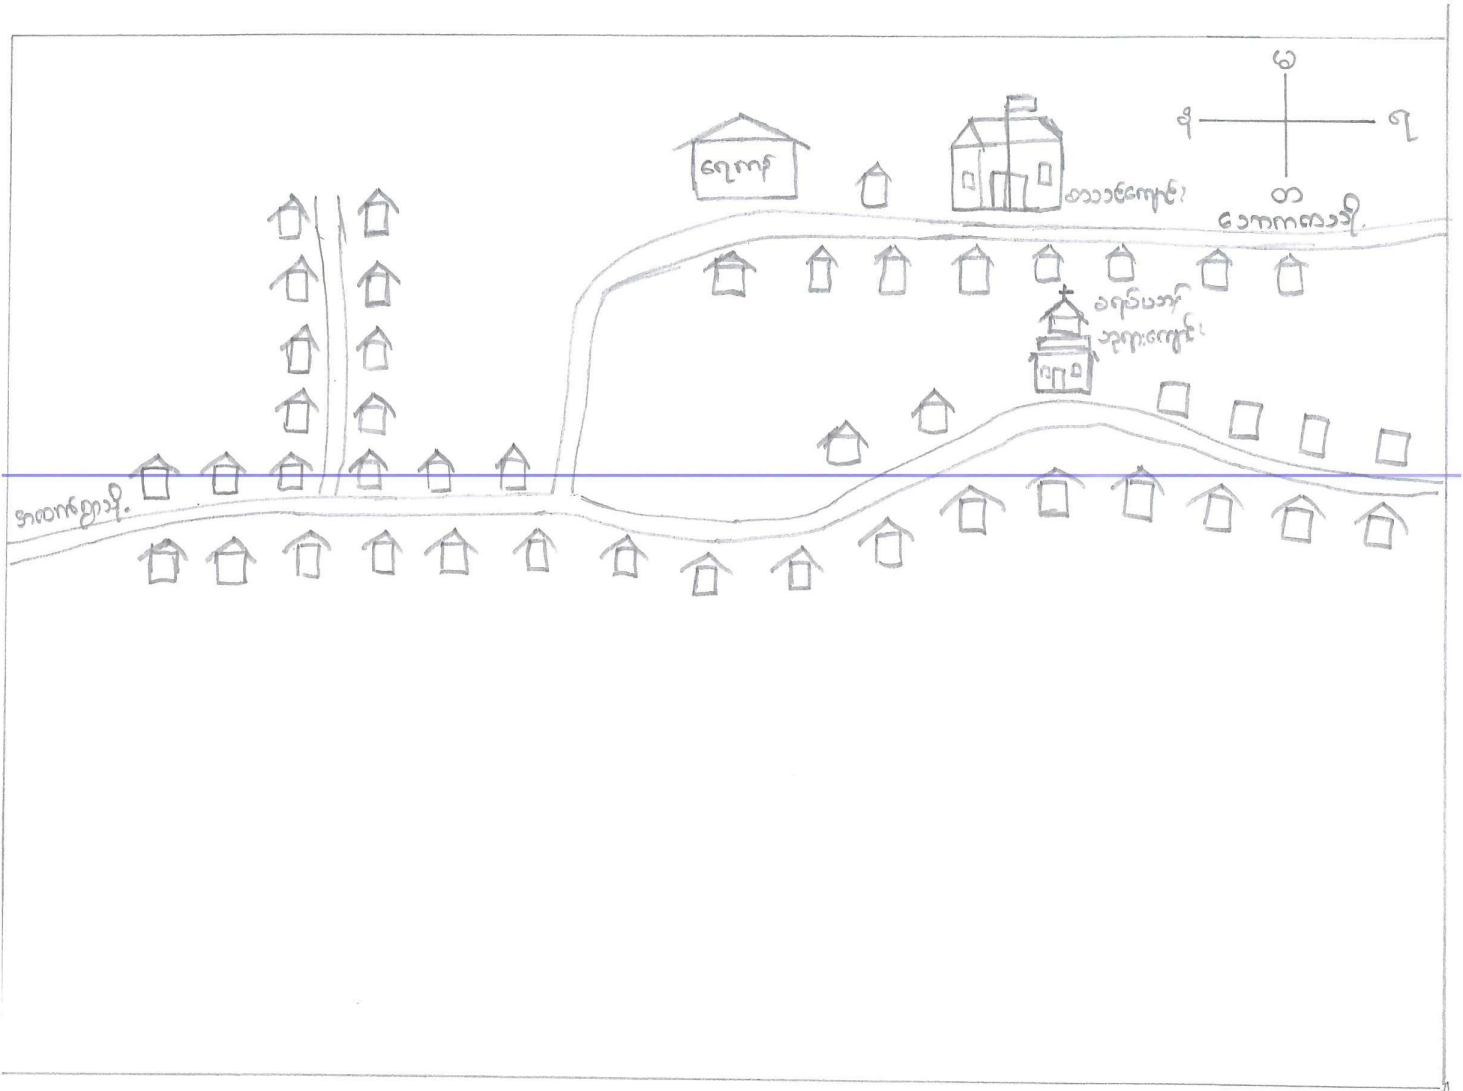 မ
နီ
ရ
တ
ရေကန်
စာသင်ကျောင်း
ခရစ်ယာန်
ဘုရားကျောင်း